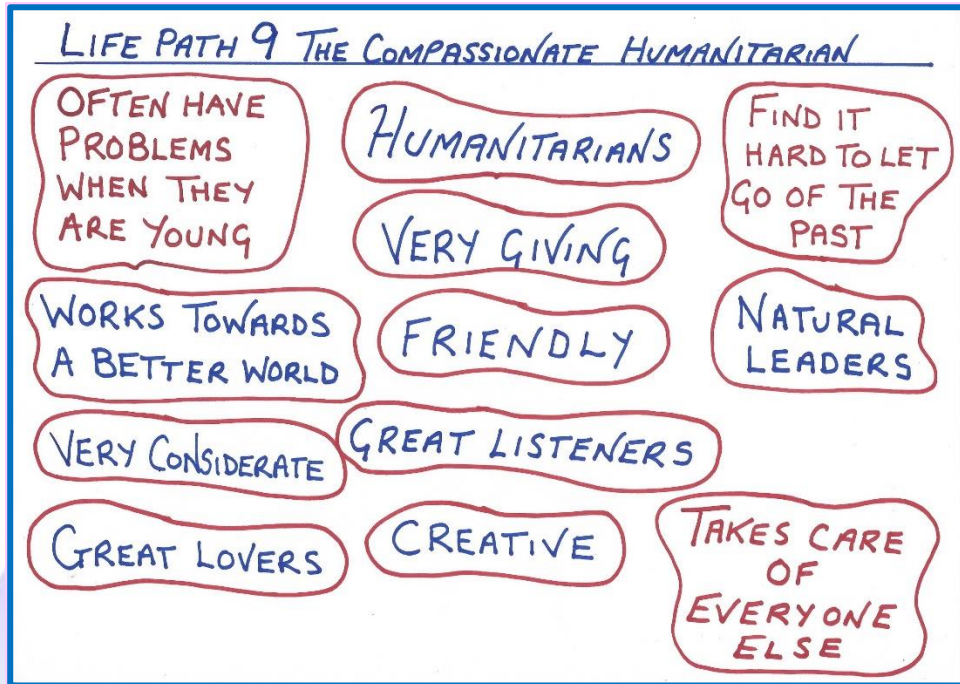 LIFE PATH 9 THE COMPASSIONATE HUMANITARIAN
OFTEN HAVE
PROBLEMS
WHEN THEY
ARE YOUNG
HUMANITARIANS
FIND IT
HARD TO LET
GO OF THE
PAST
VERY GIVING
WORKS TOWARDS
A BETTER WORLD
FRIENDLY
NATURAL
LEADERS
VERY CONSIDERATE
GREAT LISTENERS
GREAT LOVERS
CREATIVE
TAKES CARE
OF
EVERYONE
ELSE